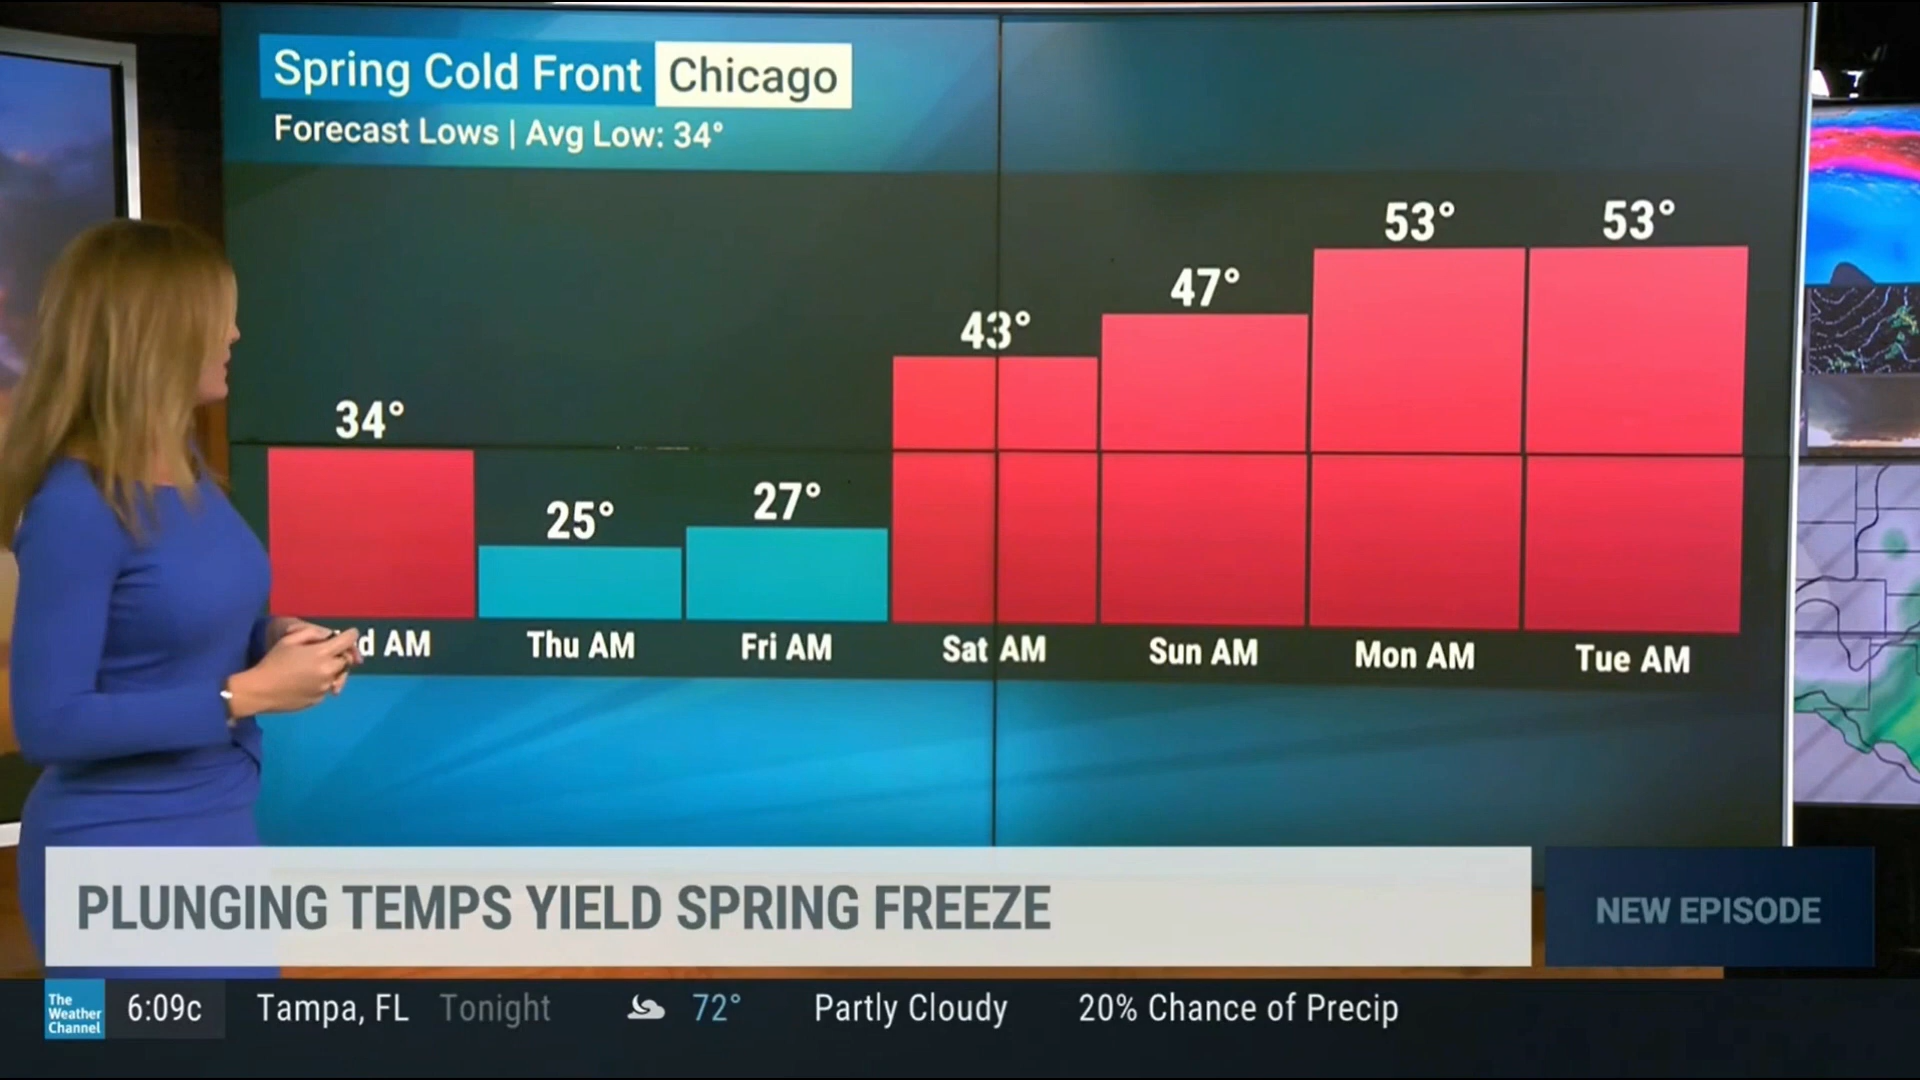 Spring Cold Front Chicago
Forecast Lows | Avg Low: 34°
34° 25° 27° 43° 47° 53° 53°
d AM Thu AM Fri AM Sat AM Sun AM Mon AM Tue AM
PLUNGING TEMPS YIELD SPRING FREEZE
NEW EPISODE
The
Weather
Channel
6:09c Tampa, FL Tonight 72° Partly Cloudy 20% Chance of Precip